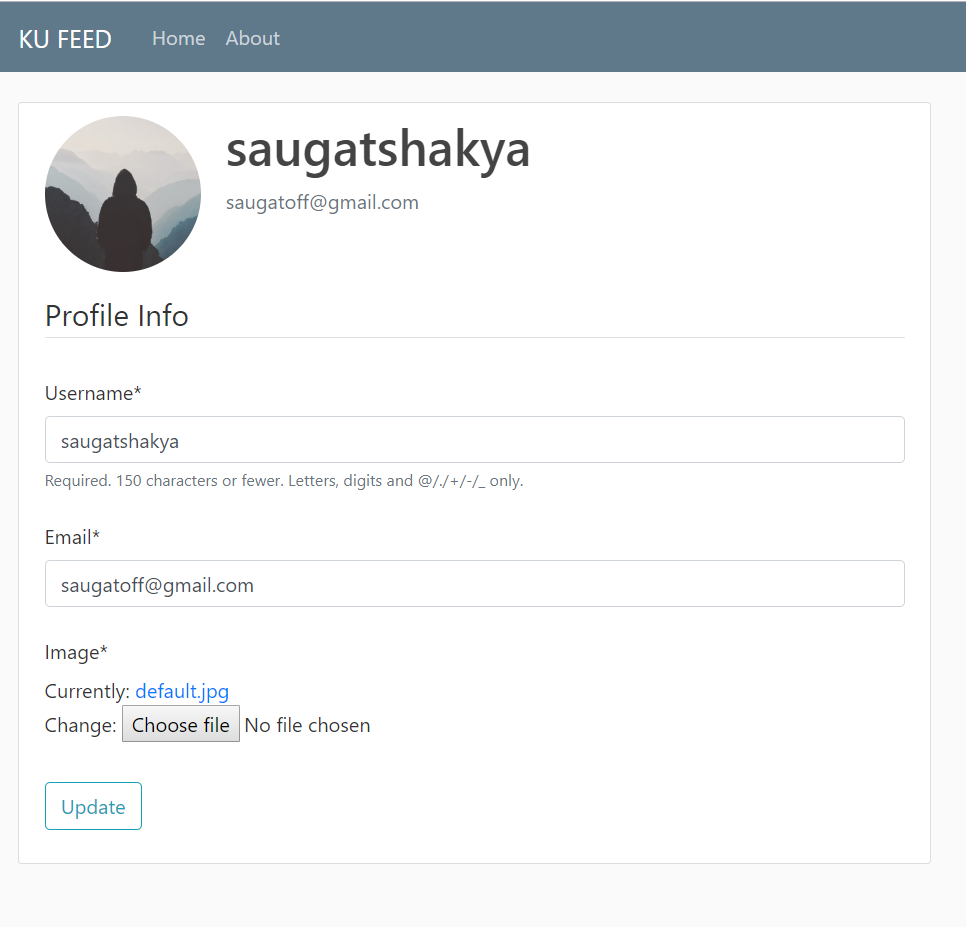 KU FEED Home About
saugatshakya
saugatoff@gmail.com
Profile Info
Username*
saugatshakya
Required. 150 characters or fewer. Letters, digits and @/./+/-/_ only.
Email*
saugatoff@gmail.com
Image*
Currently: default.jpg
Change: Choose file No file chosen
Update